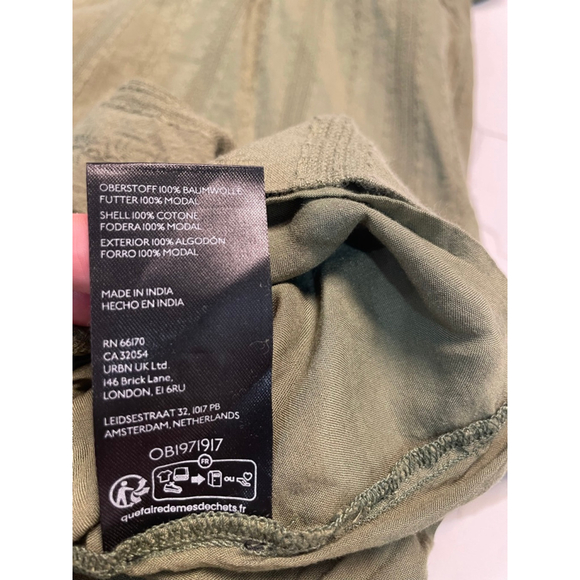 OBERSTOFF 100% BAUMWOLLE
FUTTER 100% MODAL
SHELL 100% COTONE
FODERA 100% MODAL
EXTERIOR 100% ALGODÓN
FORRO 100% MODAL
MADE IN INDIA
HECHO EN INDIA
RN 66170
CA 32054
URBN UK Ltd.
146 Brick Lane,
LONDON, E1 6RU
LEIDSESTRAAT 32, 1017 PB
AMSTERDAM, NETHERLANDS
OB1971917
FR
OU
quefairedemesdechets.fr